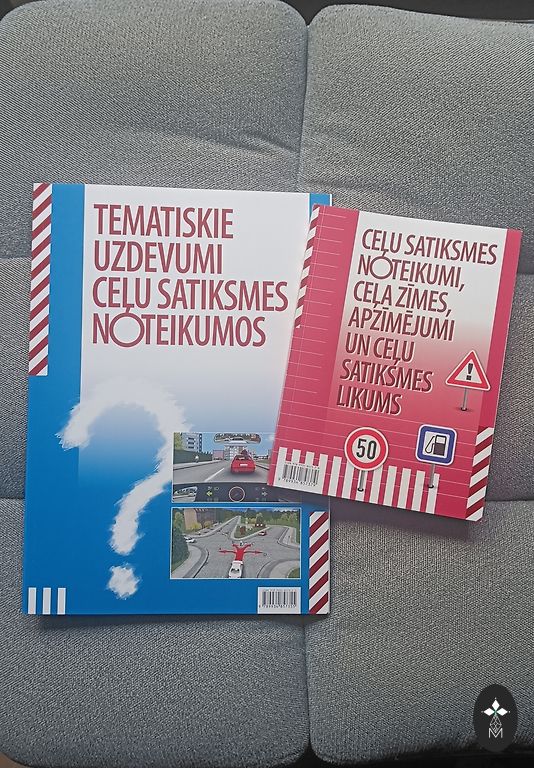 TEMATISKIE
UZDEVUMI
CEĻU SATIKSMES
NOTEIKUMOS
CEĻU SATIKSMES
NOTEIKUMI,
CEĻA ZĪMES,
APZĪMĒJUMI
UN CEĻU
SATIKSMES
LIKUMS
50
M